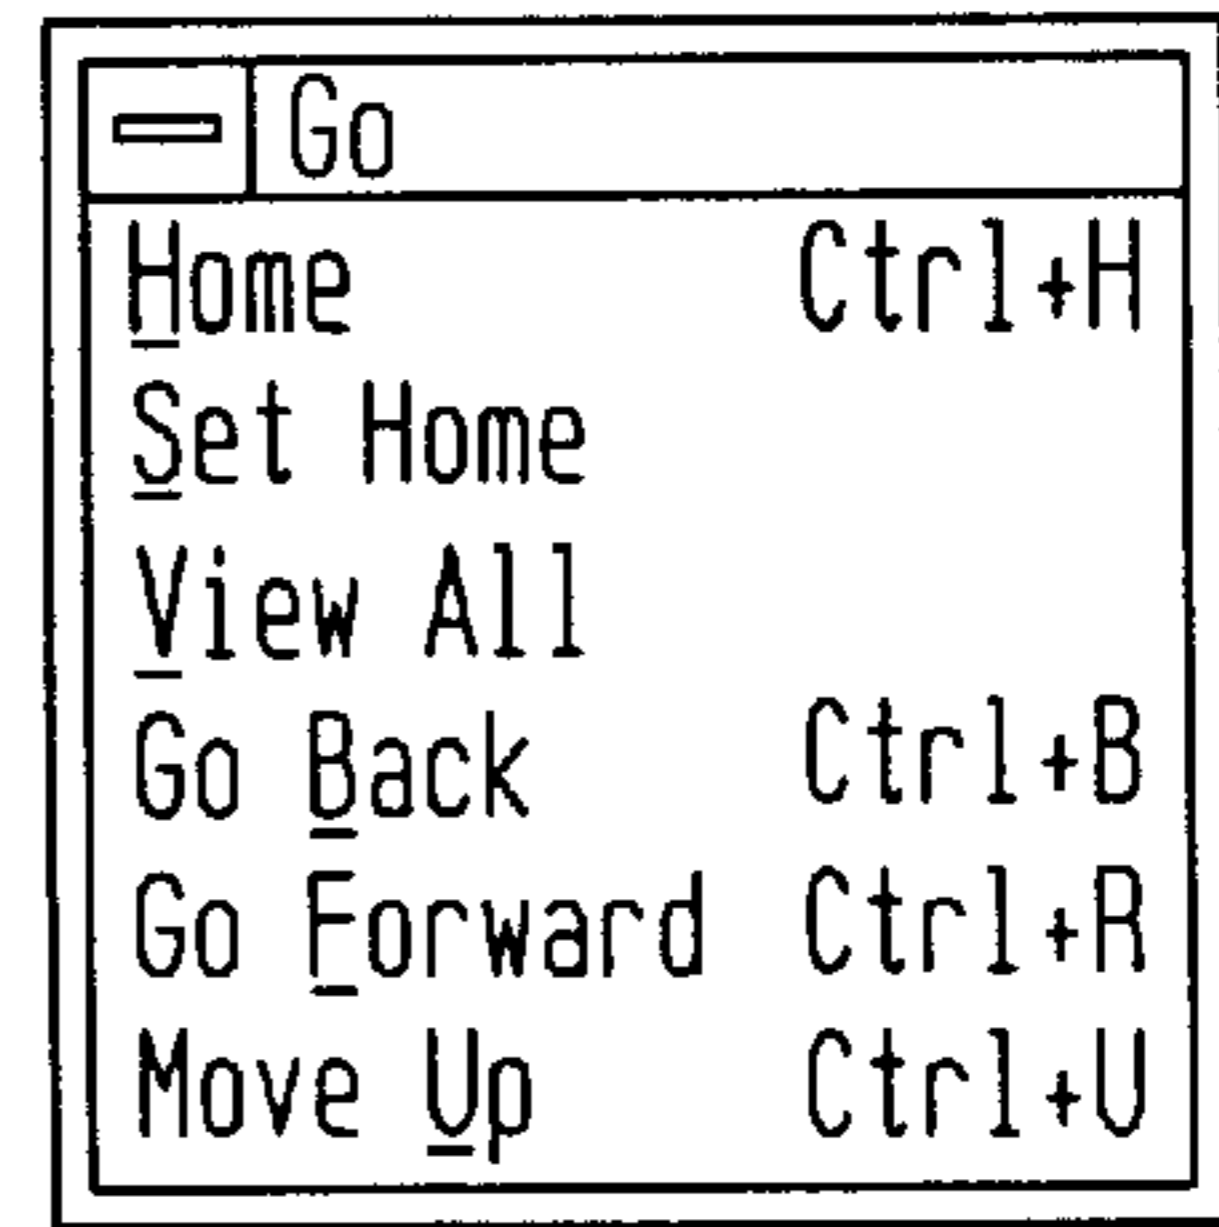 Go
Home Ctrl+H
Set Home
View All
Go Back Ctrl+B
Go Forward Ctrl+R
Move Up Ctrl+U